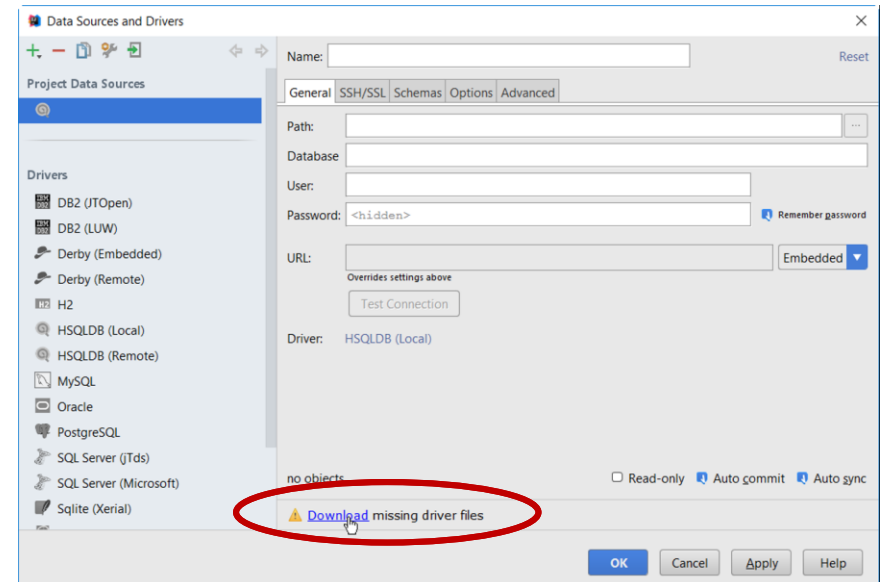 Data Sources and Drivers
Name:
Reset
Project Data Sources
General SSH/SSL Schemas Options Advanced
Path:
...
Database
Drivers
User:
DB2 (JTOpen)
Password: <hidden> Remember password
DB2 (LUW)
Derby (Embedded)
URL: Embedded
Overrides settings above
Derby (Remote)
H2
Test Connection
HSQLDB (Local)
Driver: HSQLDB (Local)
HSQLDB (Remote)
MySQL
Oracle
PostgreSQL
SQL Server (jTds)
SQL Server (Microsoft)
no objects Read-only Auto commit Auto sync
Sqlite (Xerial)
Download missing driver files
OK Cancel Apply Help